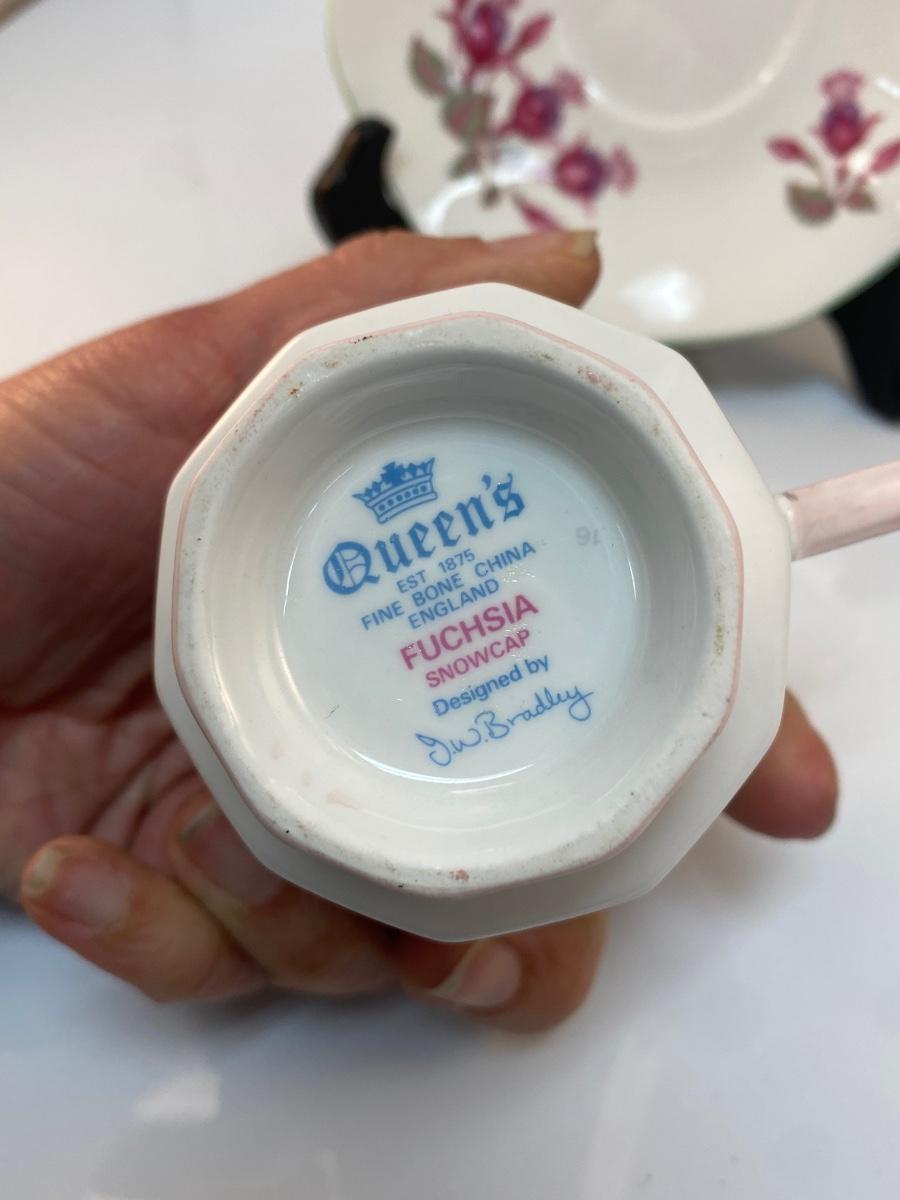 Queen's
EST 1875
FINE BONE CHINA
ENGLAND
FUCHSIA
SNOWCAP
Designed by
J.W.Bradley